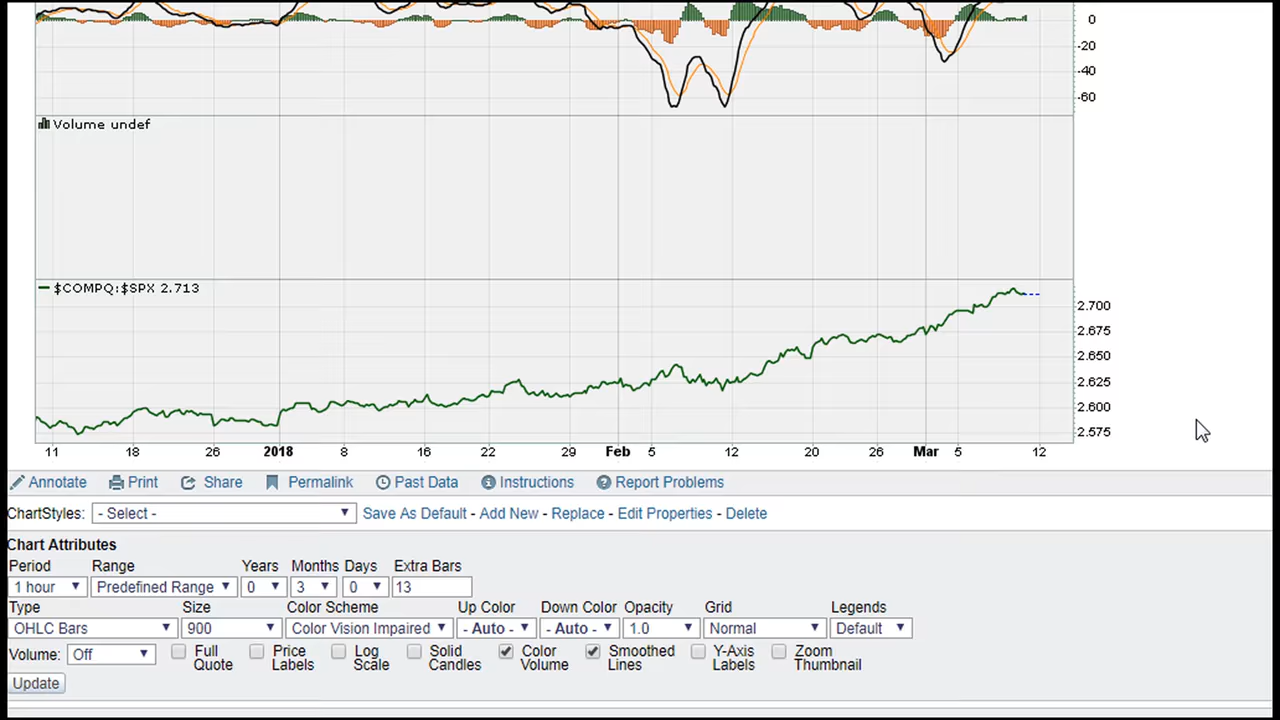 0
-20
-40
-60
Volume undef
$COMPQ:$SPX 2.713
2.700
2.675
2.650
2.625
2.600
2.575
11 18 26 2018 8 16 22 29 Feb 5 12 20 26 Mar 5 12
Annotate Print Share Permalink Past Data Instructions Report Problems
ChartStyles: - Select - Save As Default - Add New - Replace - Edit Properties - Delete
Chart Attributes
Period Range Years Months Days Extra Bars
1 hour Predefined Range 0 3 0 13
Type Size Color Scheme Up Color Down Color Opacity Grid Legends
OHLC Bars 900 Color Vision Impaired - Auto - - Auto - 1.0 Normal Default
Volume: Off Full Quote Price Labels Log Scale Solid Candles Color Volume Smoothed Lines Y-Axis Labels Zoom Thumbnail
Update